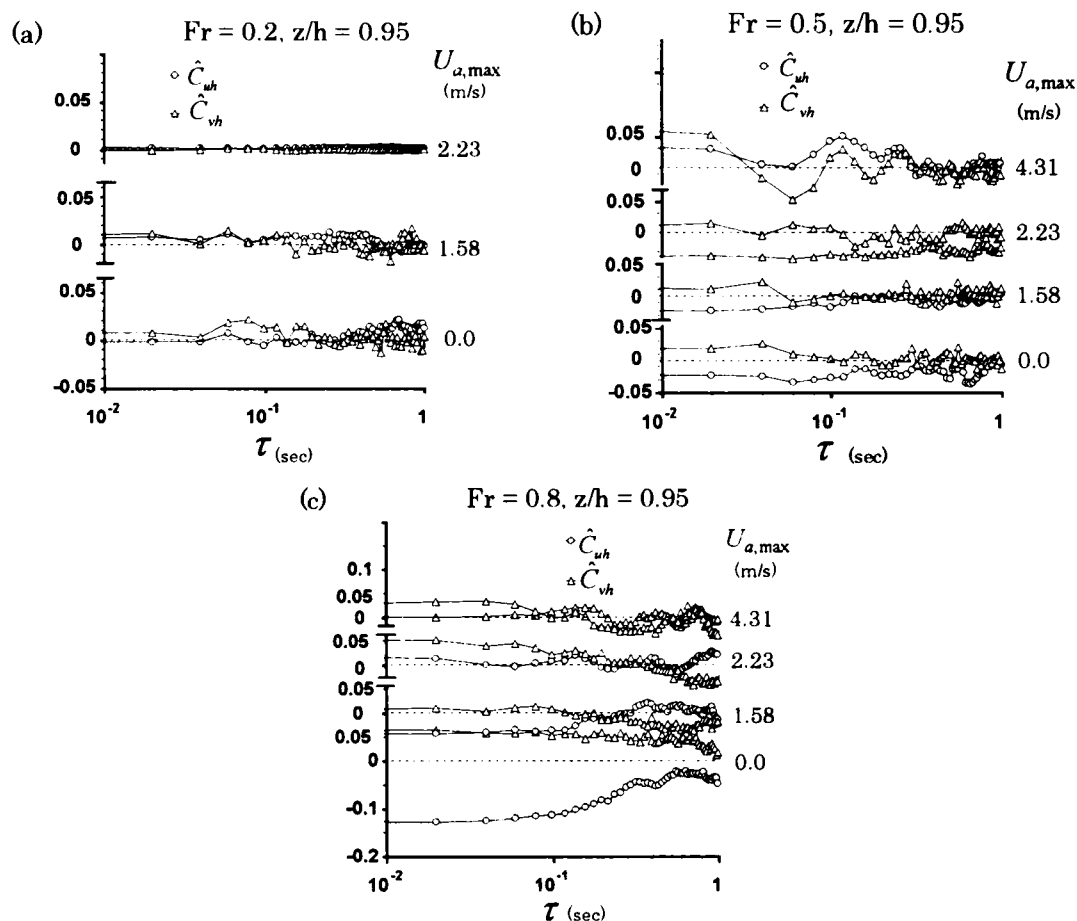 (a) Fr = 0.2, z/h = 0.95
Ĉuh
Ĉvh
Ua,max
(m/s)
0.05
0
2.23
0.05
0
1.58
0.05
0
0.0
-0.05
10-2
10-1
1
τ (sec)
(b) Fr = 0.5, z/h = 0.95
Ĉuh
Ĉvh
Ua,max
(m/s)
0.05
0
4.31
0
2.23
0.05
0
1.58
0.05
0
0.0
-0.05
10-2
10-1
1
τ (sec)
(c) Fr = 0.8, z/h = 0.95
Ĉuh
Ĉvh
Ua,max
(m/s)
0.1
0.05
0
4.31
0.05
0
2.23
0.05
0
1.58
0.05
0
0.0
-0.1
-0.2
10-2
10-1
1
τ (sec)